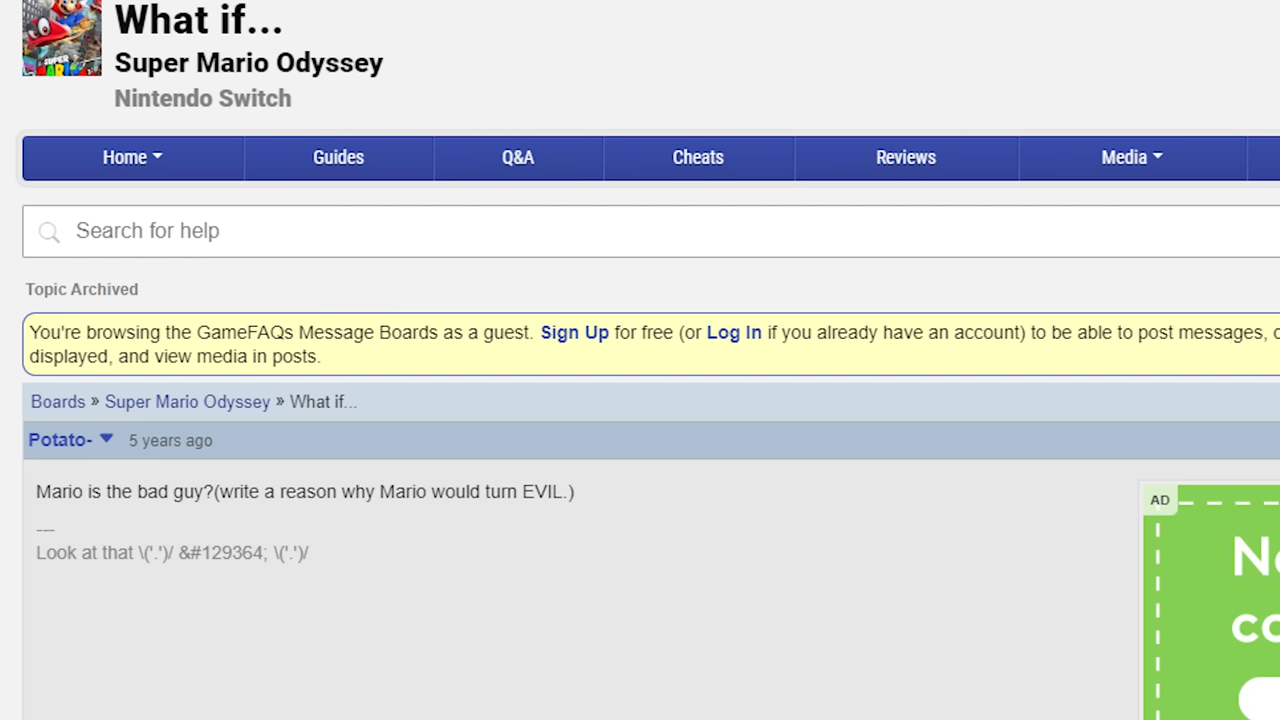 What if...
Super Mario Odyssey
Nintendo Switch
Home
Guides
Q&A
Cheats
Reviews
Media
Search for help
Topic Archived
You're browsing the GameFAQs Message Boards as a guest. Sign Up for free (or Log In if you already have an account) to be able to post messages, c
displayed, and view media in posts.
Boards » Super Mario Odyssey » What if...
Potato- 5 years ago
Mario is the bad guy?(write a reason why Mario would turn EVIL.)
---
Look at that \('.')/ &#129364; \('.')/
AD